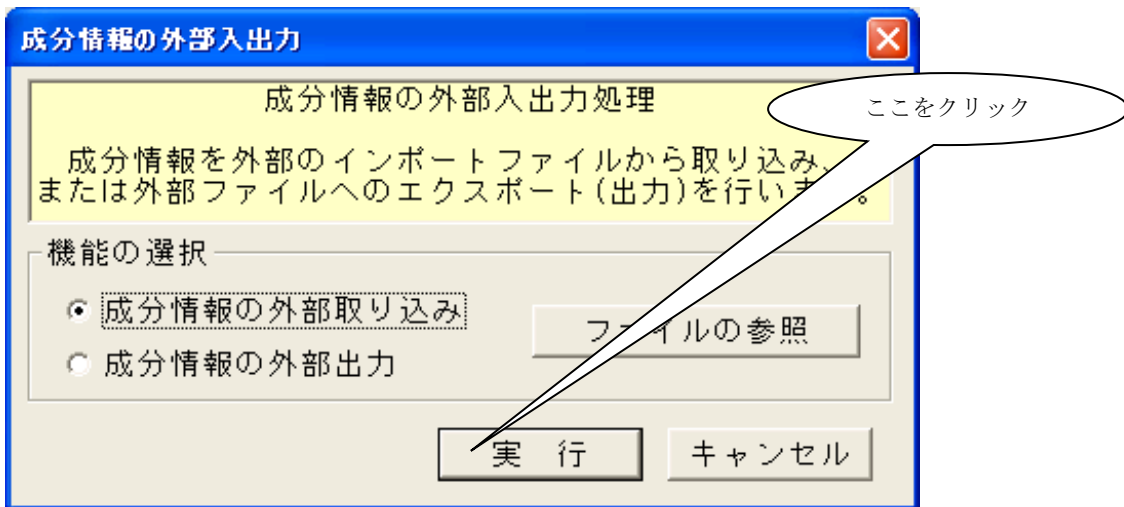 成分情報の外部入出力
成分情報の外部入出力処理
ここをクリック
成分情報を外部のインポートファイルから取り込み、
または外部ファイルへのエクスポート(出力)を行います。
機能の選択
成分情報の外部取り込み
ファイルの参照
成分情報の外部出力
実 行
キャンセル